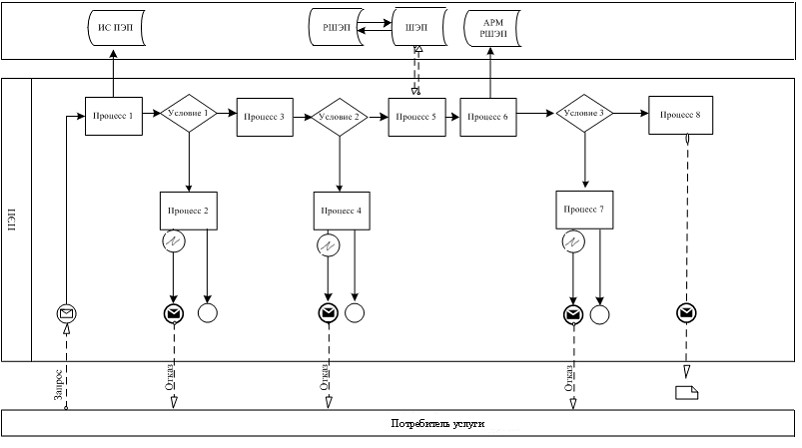 ИС ПЭП
РШЭП
ШЭП
АРМ
РШЭП
ПЭП
Процесс 1
Условие 1
Процесс 3
Условие 2
Процесс 5
Процесс 6
Условие 3
Процесс 8
Процесс 2
Процесс 4
Процесс 7
Запрос
Отказ
Отказ
Отказ
Потребитель услуги